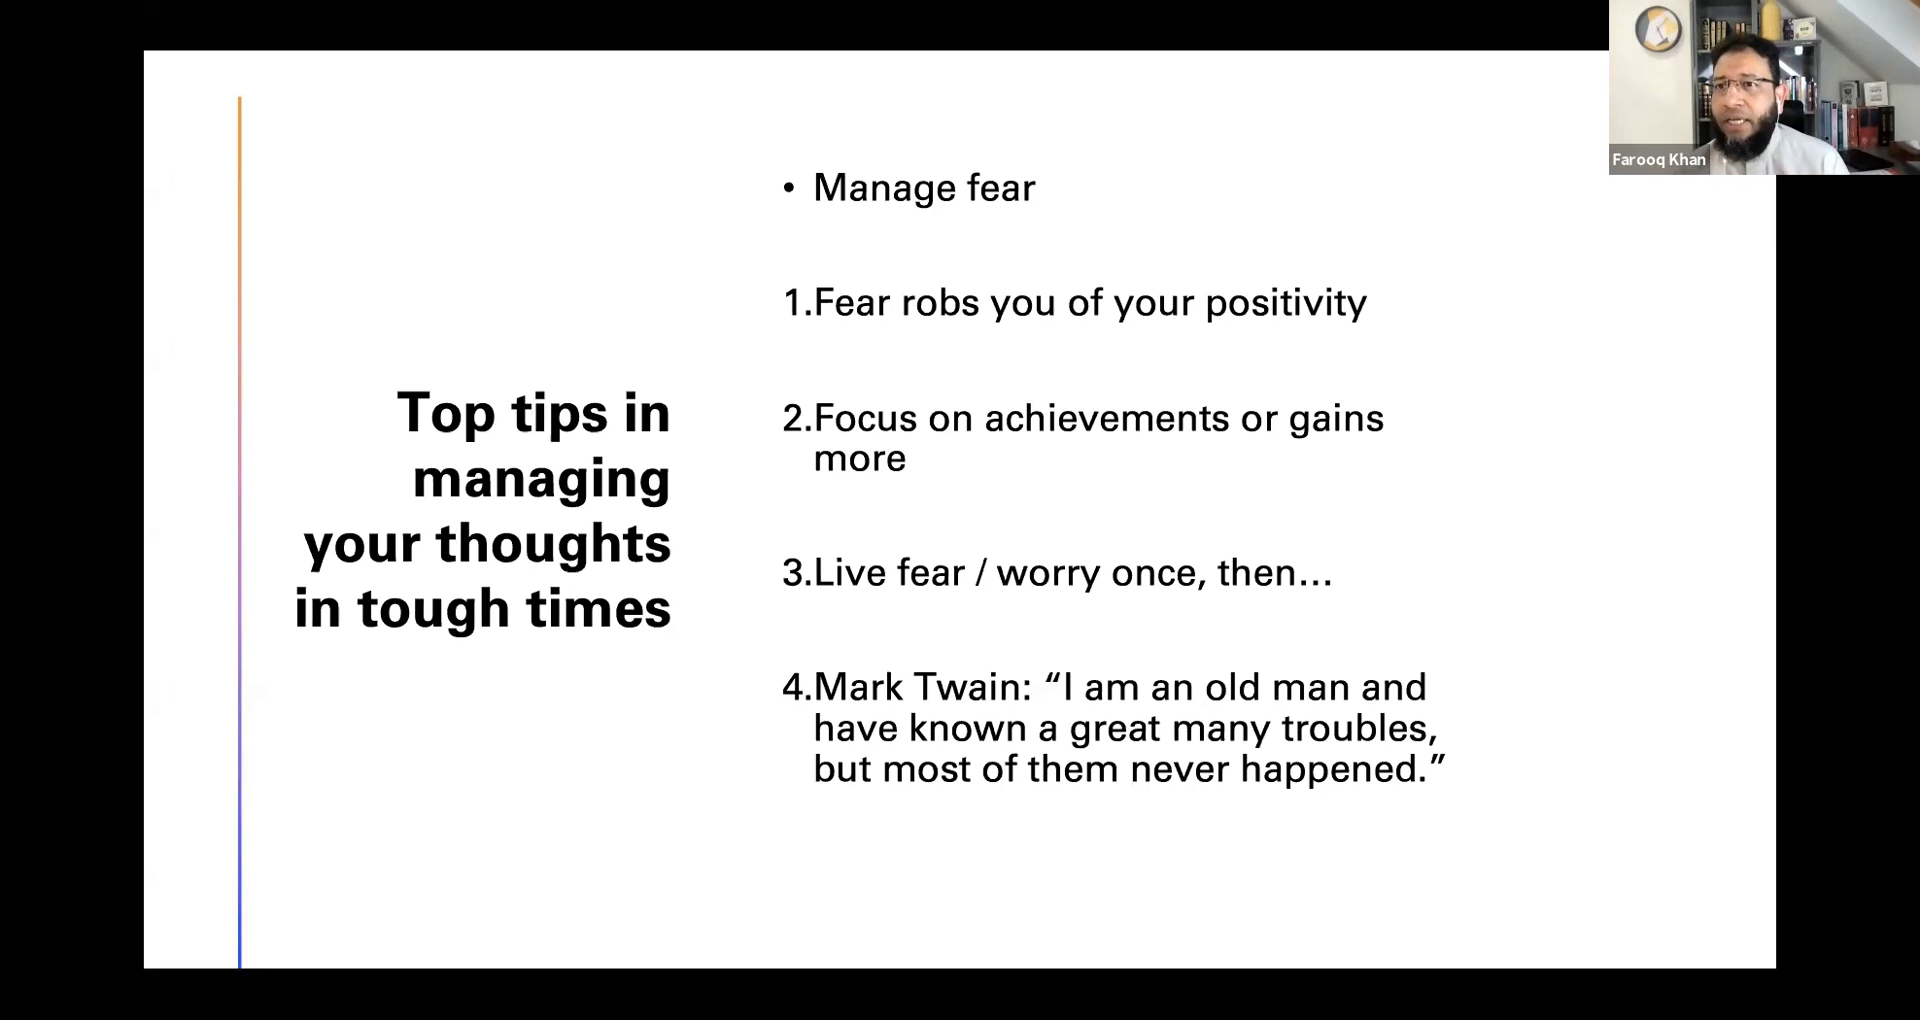 Farooq Khan
Top tips in
managing
your thoughts
in tough times
• Manage fear
1.Fear robs you of your positivity
2.Focus on achievements or gains
more
3.Live fear / worry once, then...
4.Mark Twain: “I am an old man and
have known a great many troubles,
but most of them never happened.”